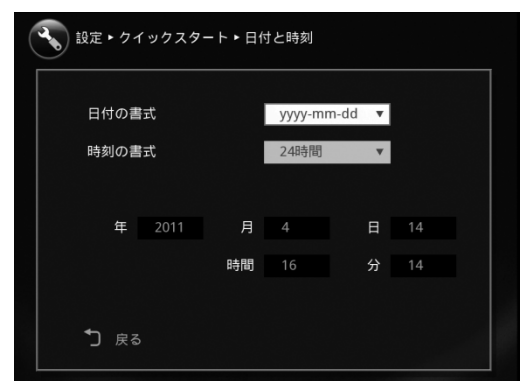 設定 ▸ クイックスタート ▸ 日付と時刻
日付の書式 yyyy-mm-dd ▼
時刻の書式 24時間 ▼
年 2011 月 4 日 14
時間 16 分 14
戻る